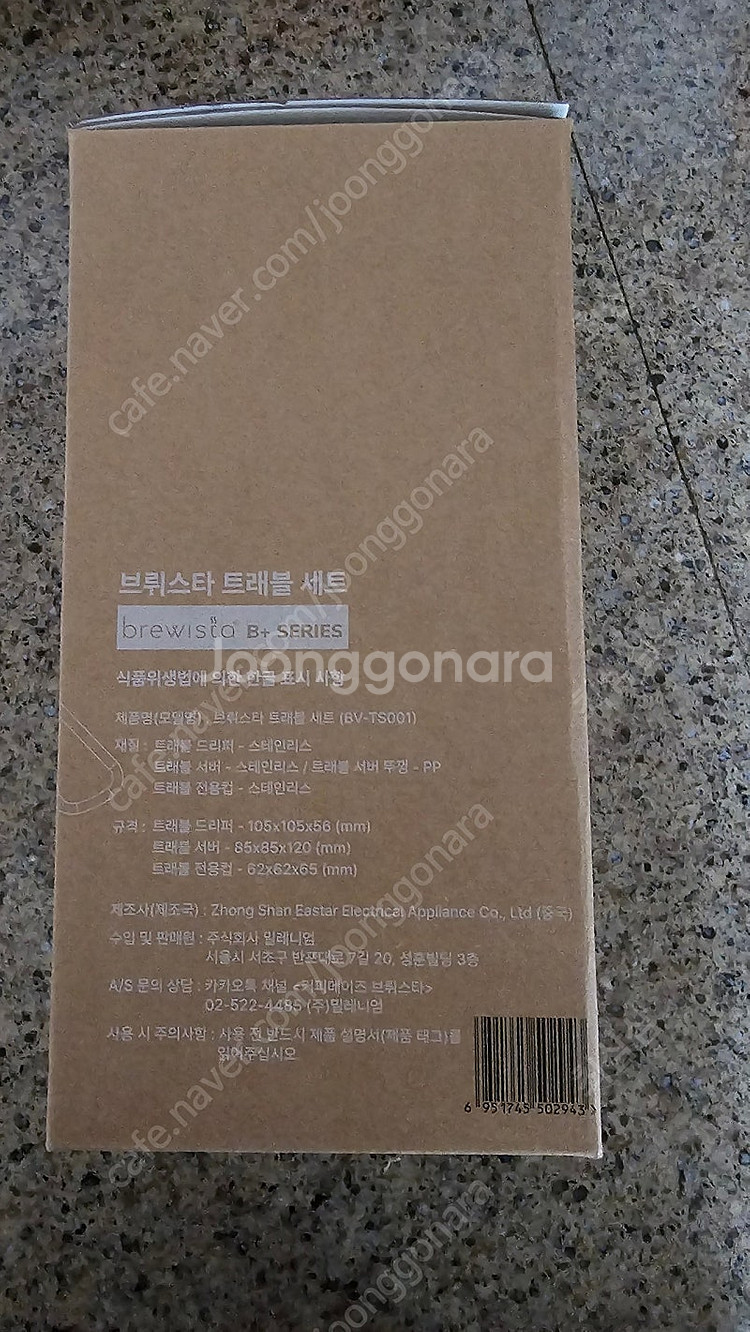 브뤼스타 트래블 세트
brewista B+ SERIES
joonggonara
식품위생법에 의한 한글 표시 사항
제품명(모델명) : 브뤼스타 트래블 세트 (BV-TS001)
재질 : 트래블 드리퍼 - 스테인리스
트래블 서버 - 스테인리스 / 트래블 서버 뚜껑 - PP
트래블 전용컵 - 스테인리스
규격 : 트래블 드리퍼 - 105x105x56 (mm)
트래블 서버 - 85x85x120 (mm)
트래블 전용컵 - 62x62x65 (mm)
제조사(제조국) : Zhong Shan Eastar Electrical Appliance Co., Ltd (중국)
수입 및 판매원 : 주식회사 밀레니엄
서울시 서초구 반포대로 7길 20, 성훈빌딩 3층
A/S 문의 상담 : 카카오톡 채널 <커피메이즈 브뤼스타>
02-522-4485 (주)밀레니엄
사용 시 주의사항 : 사용 전 반드시 제품 설명서(제품 태그)를
읽어주십시오
6 951745 502943 >
cafe.naver.com/joonggonara
cafe.naver.com/joonggonara
cafe.naver.com/joonggonara
joonggonara